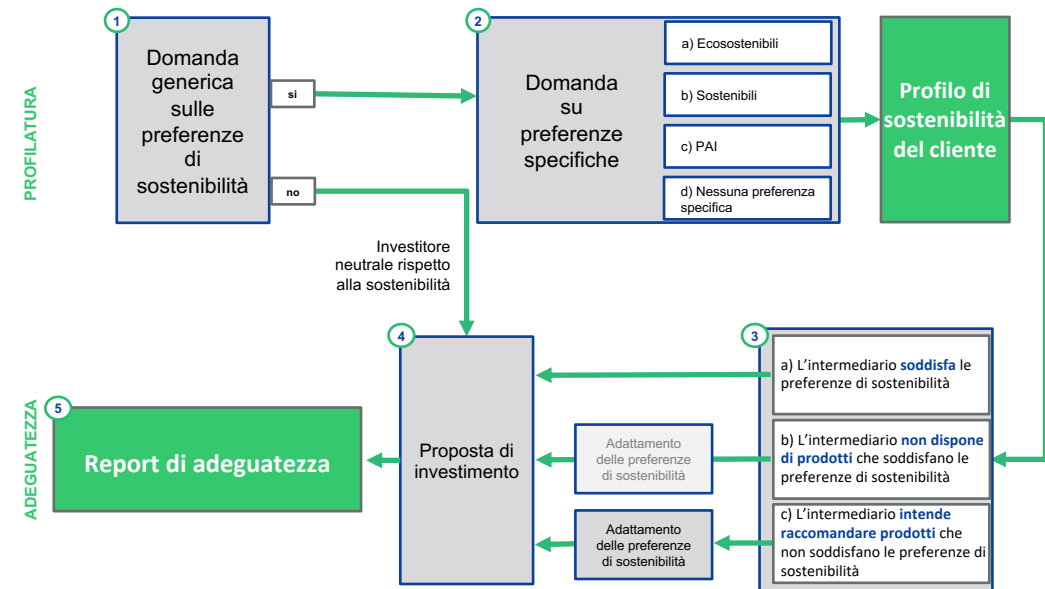 PROFILATURA
1
Domanda
generica
sulle
preferenze
di
sostenibilità
si
no
2
Domanda
su
preferenze
specifiche
a) Ecosostenibili
b) Sostenibili
c) PAI
d) Nessuna preferenza
specifica
Profilo di
sostenibilità
del cliente
Investitore
neutrale rispetto
alla sostenibilità
ADEGUATEZZA
3
a) L'intermediario soddisfa le
preferenze di sostenibilità
b) L'intermediario non dispone
di prodotti che soddisfano le
preferenze di sostenibilità
c) L'intermediario intende
raccomandare prodotti che
non soddisfano le preferenze di
sostenibilità
Adattamento
delle preferenze
di sostenibilità
Adattamento
delle preferenze
di sostenibilità
4
Proposta di
investimento
5
Report di adeguatezza